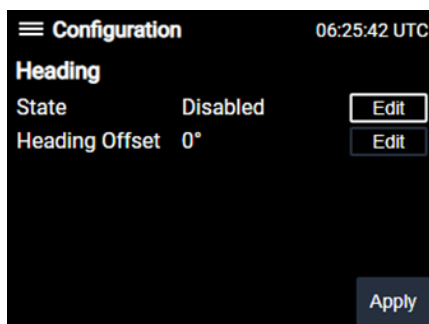 Configuration 06:25:42 UTC
Heading
State Disabled Edit
Heading Offset 0° Edit
Apply